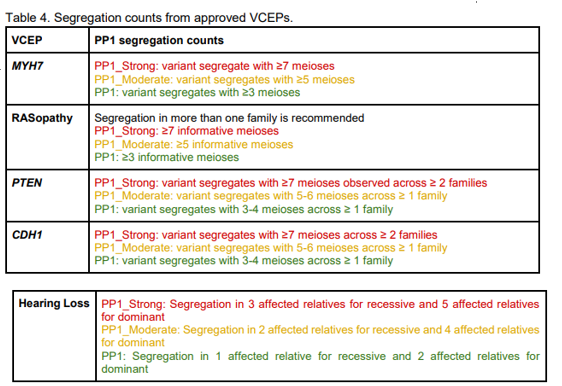 Table 4. Segregation counts from approved VCEPs.
VCEP PP1 segregation counts
MYH7 PP1_Strong: variant segregate with ≥7 meioses
PP1_Moderate: variant segregates with ≥5 meioses
PP1: variant segregates with ≥3 meioses
RASopathy Segregation in more than one family is recommended
PP1_Strong: ≥7 informative meioses
PP1_Moderate: ≥5 informative meioses
PP1: ≥3 informative meioses
PTEN PP1_Strong: variant segregates with ≥7 meioses observed across ≥ 2 families
PP1_Moderate: variant segregates with 5-6 meioses across ≥ 1 family
PP1: variant segregates with 3-4 meioses across ≥ 1 family
CDH1 PP1_Strong: variant segregates with ≥7 meioses across ≥ 2 families
PP1_Moderate: variant segregates with 5-6 meioses across ≥ 1 family
PP1: variant segregates with 3-4 meioses across ≥ 1 family
Hearing Loss PP1_Strong: Segregation in 3 affected relatives for recessive and 5 affected relatives
for dominant
PP1_Moderate: Segregation in 2 affected relatives for recessive and 4 affected relatives
for dominant
PP1: Segregation in 1 affected relative for recessive and 2 affected relatives for
dominant